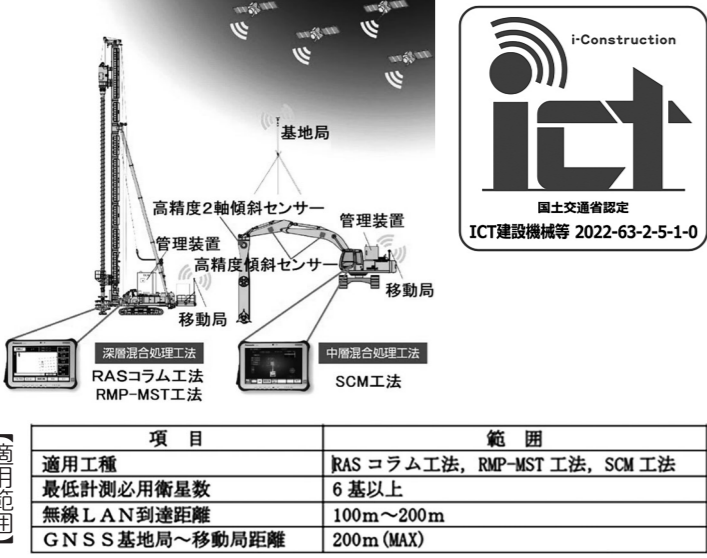 i-Construction
ict
国土交通省認定
ICT建設機械等 2022-63-2-5-1-0
基地局
高精度2軸傾斜センサー
管理装置
管理装置
高精度傾斜センサー
移動局
移動局
深層混合処理工法
RASコラム工法
RMP-MST工法
中層混合処理工法
SCM工法
【適用範囲】
項 目 範 囲
適用工種 RAS コラム工法, RMP-MST 工法, SCM 工法
最低計測必用衛星数 6 基以上
無線LAN到達距離 100m～200m
GNSS基地局～移動局距離 200m(MAX)